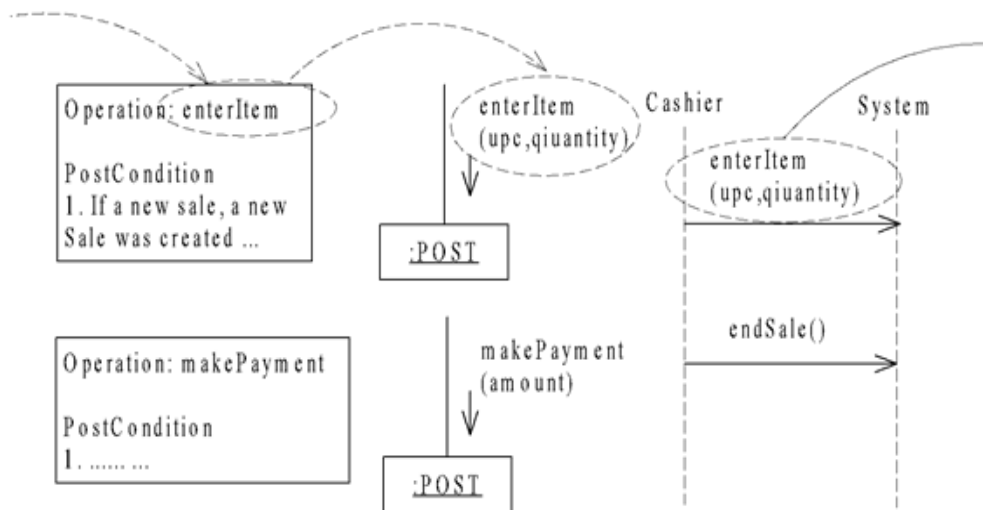 Operation: enterItem
PostCondition
1. If a new sale, a new
Sale was created ...
enterItem
(upc,qiuantity)
:POST
Cashier
System
enterItem
(upc,qiuantity)
endSale()
Operation: makePayment
PostCondition
1. ...... ...
makePayment
(amount)
:POST